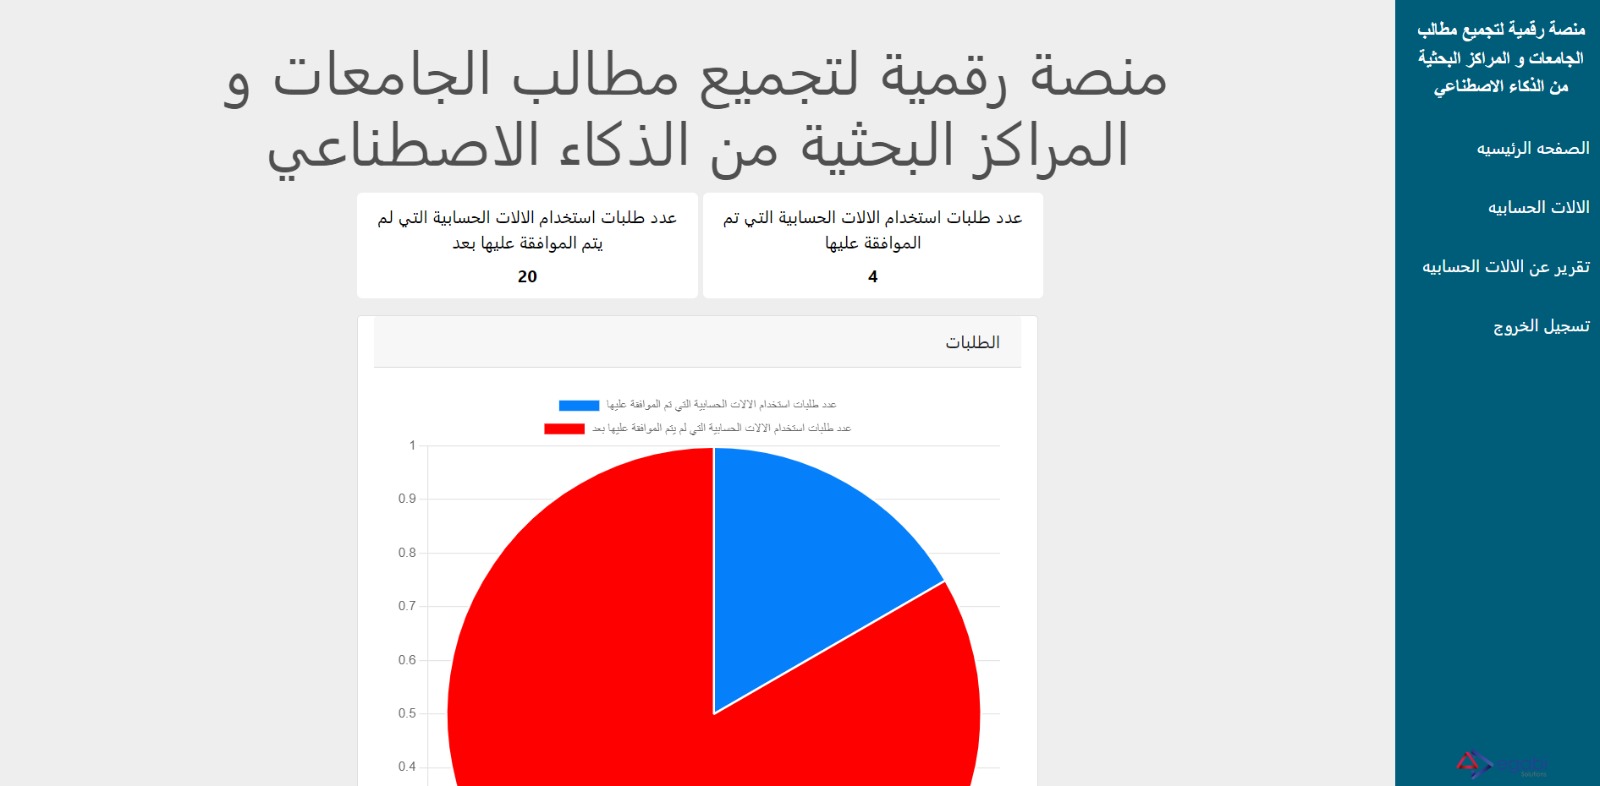 منصة رقمية لتجميع مطالب
الجامعات و المراكز البحثية
من الذكاء الاصطناعي
الصفحه الرئيسيه
الالات الحسابيه
تقرير عن الالات الحسابيه
تسجيل الخروج
منصة رقمية لتجميع مطالب الجامعات و
المراكز البحثية من الذكاء الاصطناعي
عدد طلبات استخدام الالات الحسابية التي تم
الموافقة عليها
4
عدد طلبات استخدام الالات الحسابية التي لم
يتم الموافقة عليها بعد
20
الطلبات
عدد طلبات استخدام الالات الحسابية التي تم الموافقة عليها
عدد طلبات استخدام الالات الحسابية التي لم يتم الموافقة عليها بعد
1
0.9
0.8
0.7
0.6
0.5
0.4